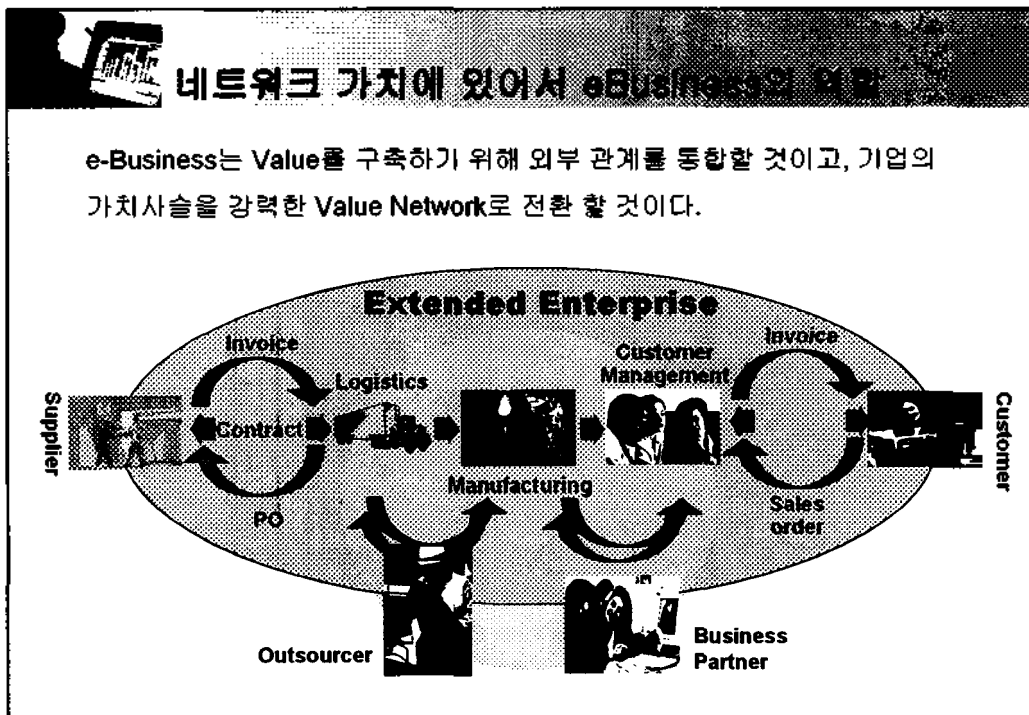 네트워크 가치에 있어서 eBusiness의 역할
e-Business는 Value를 구축하기 위해 외부 관계를 통합할 것이고, 기업의
가치사슬을 강력한 Value Network로 전환 할 것이다.
Extended Enterprise
Invoice
Invoice
Customer
Management
Logistics
Supplier
Contract
Customer
Manufacturing
PO
Sales
order
Outsourcer
Business
Partner